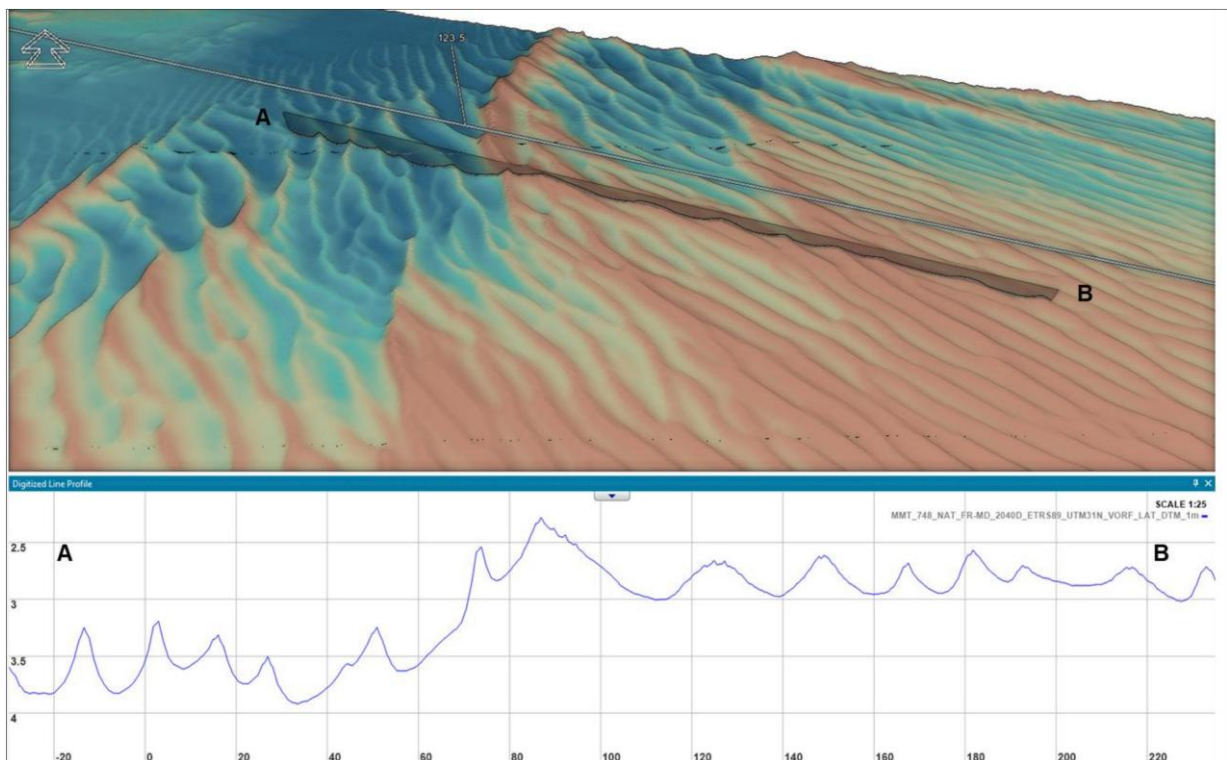 123.5
A
B
Digitized Line Profile
SCALE 1:25
MMT_748_NAT_FR-MD_2040D_ETRS89_UTM31N_VORF_LAT_DTM_1m
A
B
2.5
3
3.5
4
-20 0 20 40 60 80 100 120 140 160 180 200 220